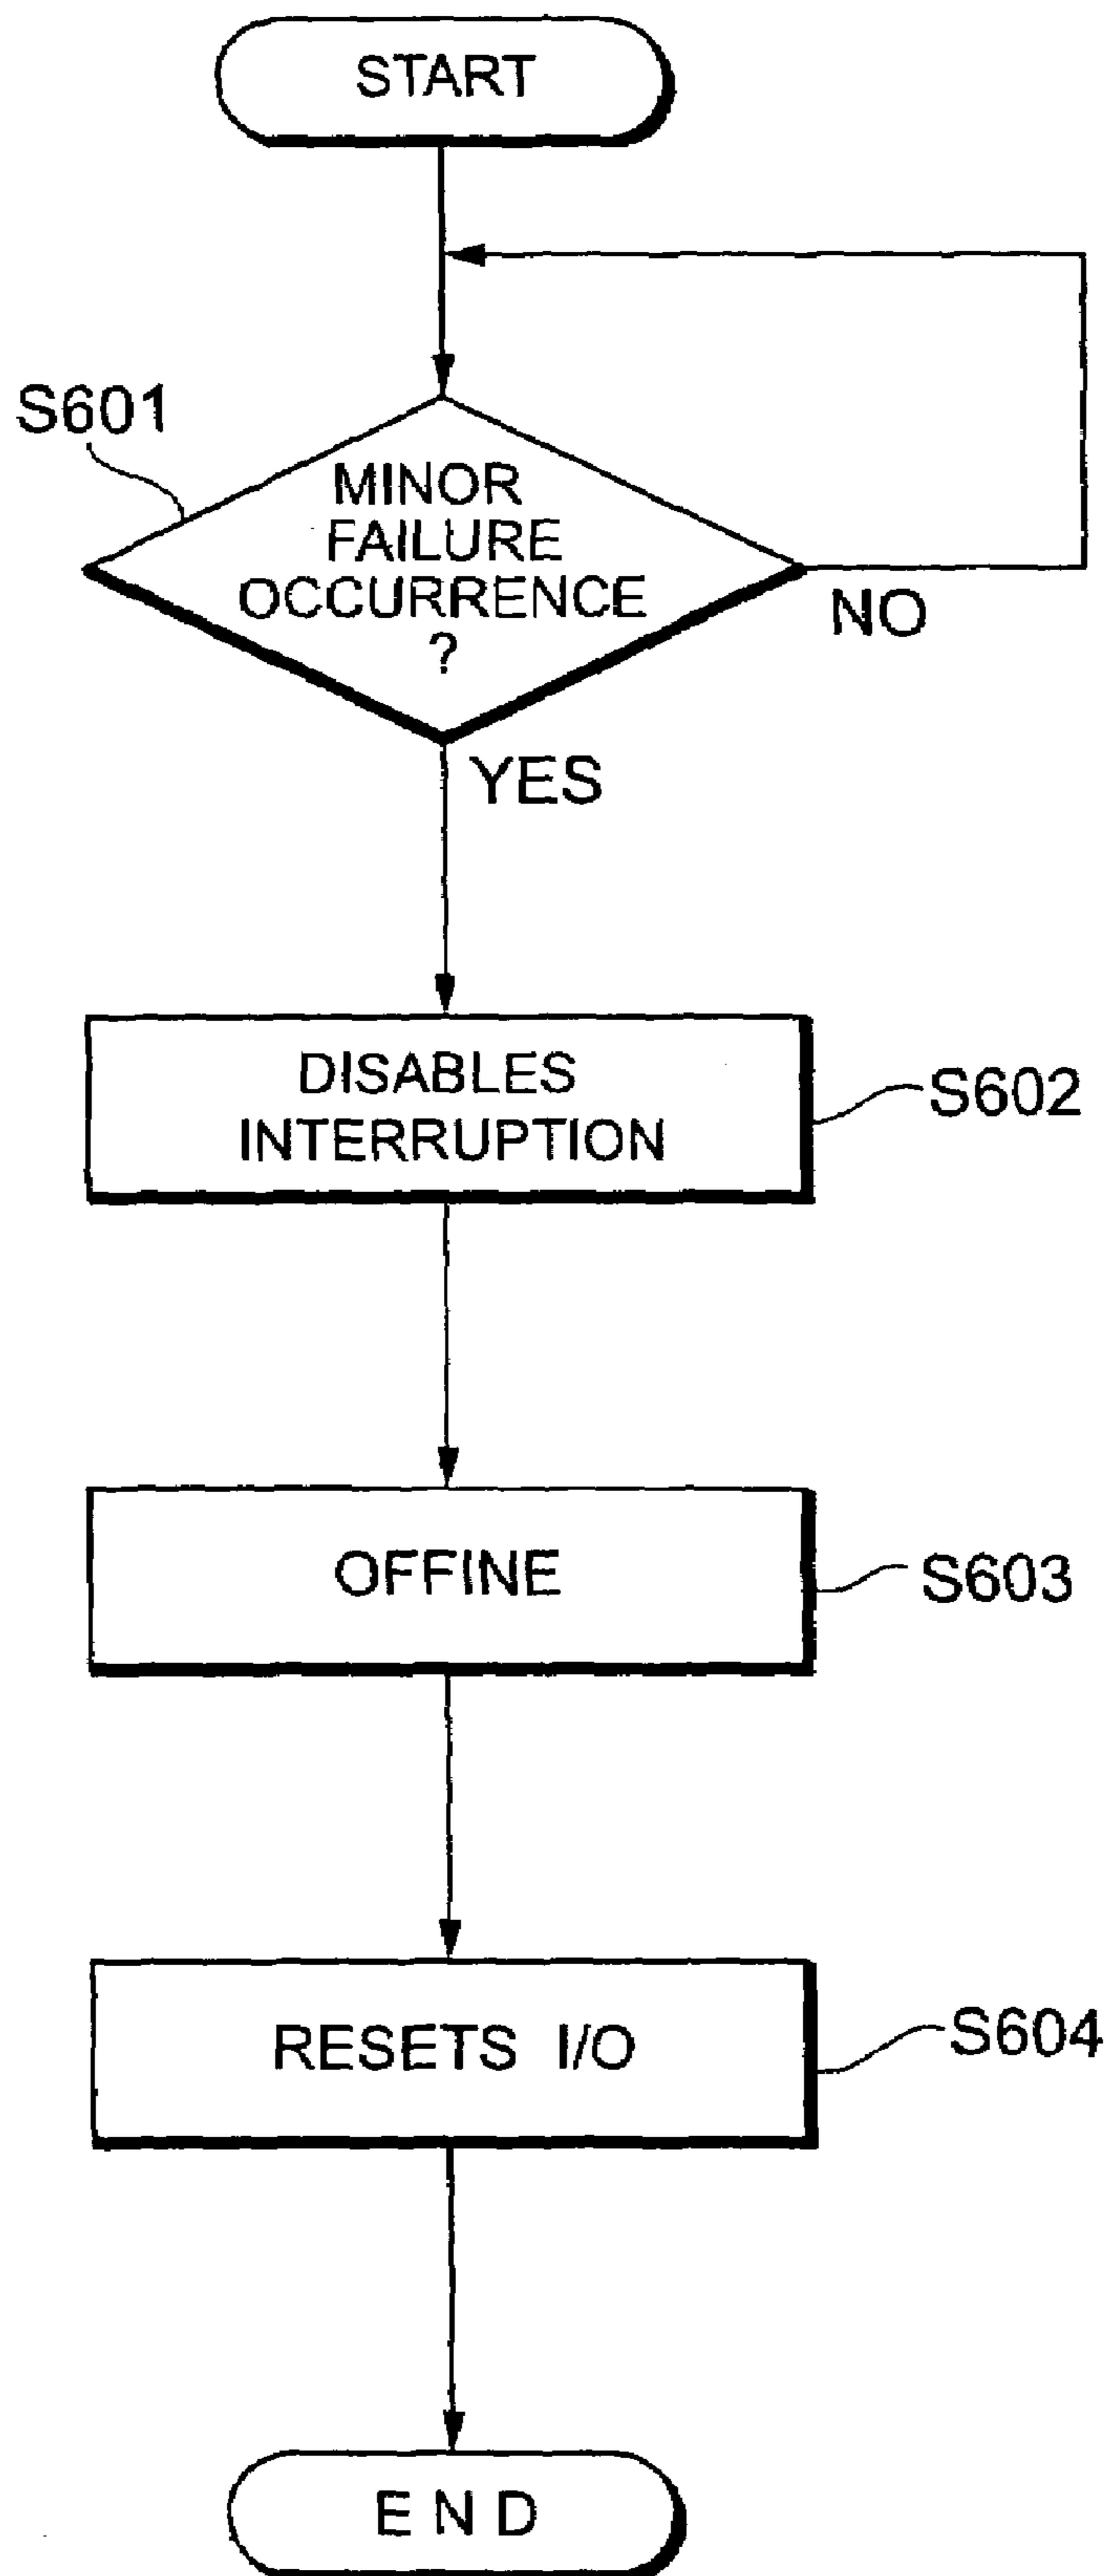 START
S601
MINOR
FAILURE
OCCURRENCE
?
NO
YES
DISABLES
INTERRUPTION
S602
OFFINE
S603
RESETS I/O
S604
END